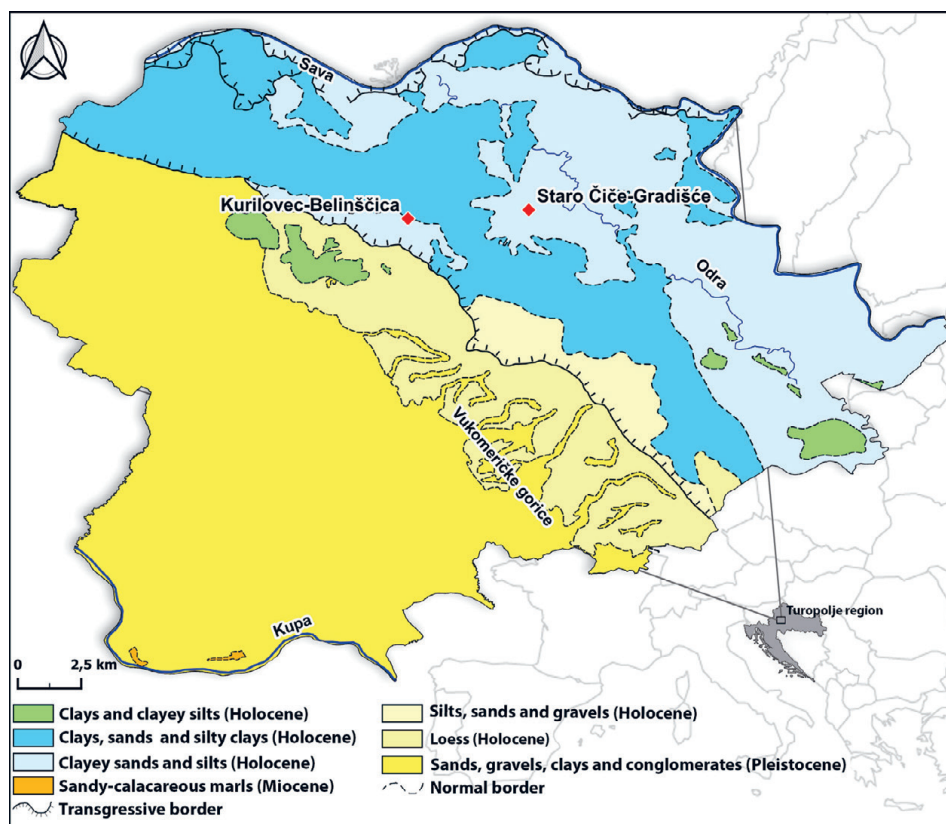 Sava
Kurilovec-Belinščica
Staro Čiče-Gradišće
Odra
Vukomeričke gorice
Turopolje region
Kupa
0 2,5 km
Clays and clayey silts (Holocene)
Clays, sands and silty clays (Holocene)
Clayey sands and silts (Holocene)
Sandy-calacareous marls (Miocene)
Transgressive border
Silts, sands and gravels (Holocene)
Loess (Holocene)
Sands, gravels, clays and conglomerates (Pleistocene)
Normal border